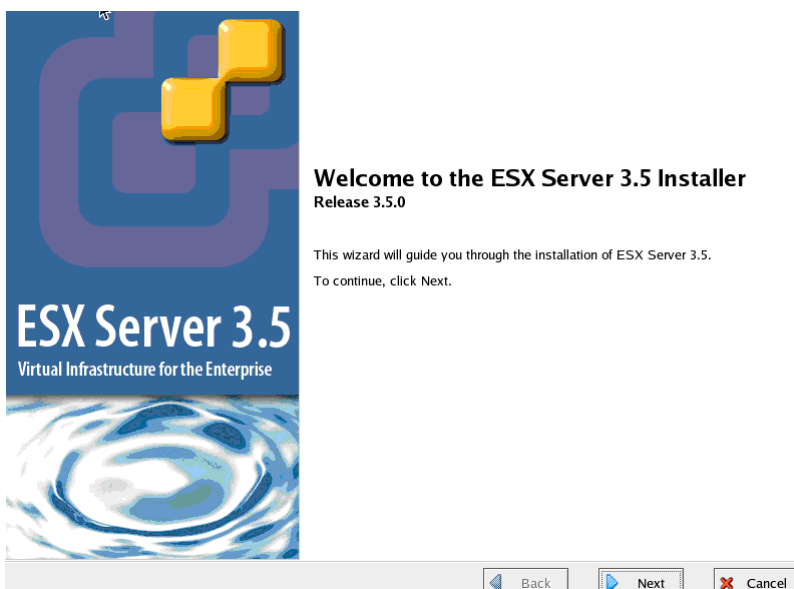 Welcome to the ESX Server 3.5 Installer
Release 3.5.0
This wizard will guide you through the installation of ESX Server 3.5.
To continue, click Next.
ESX Server 3.5
Virtual Infrastructure for the Enterprise
Back
Next
Cancel